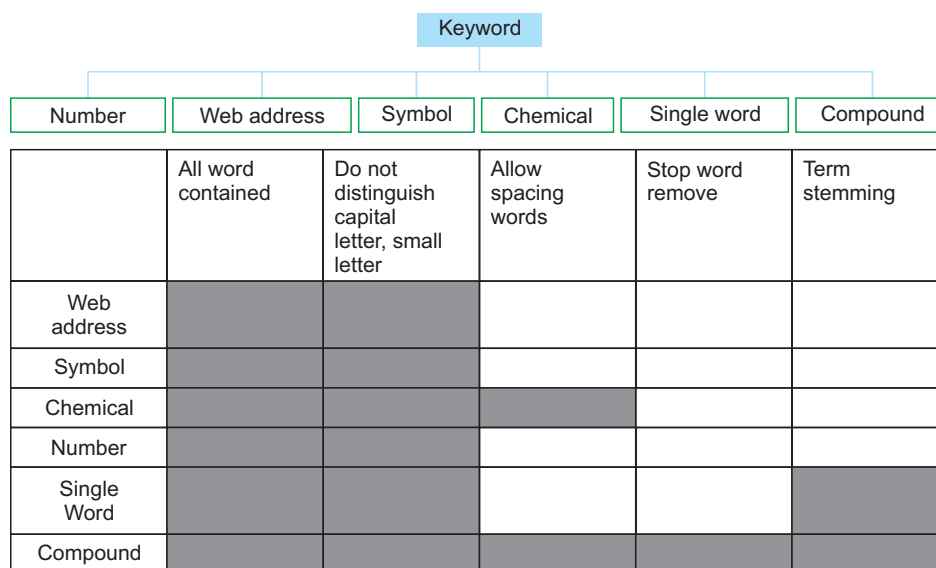 Keyword
Number Web address Symbol Chemical Single word Compound
All word
contained
Do not
distinguish
capital
letter, small
letter
Allow
spacing
words
Stop word
remove
Term
stemming
Web
address
Symbol
Chemical
Number
Single
Word
Compound